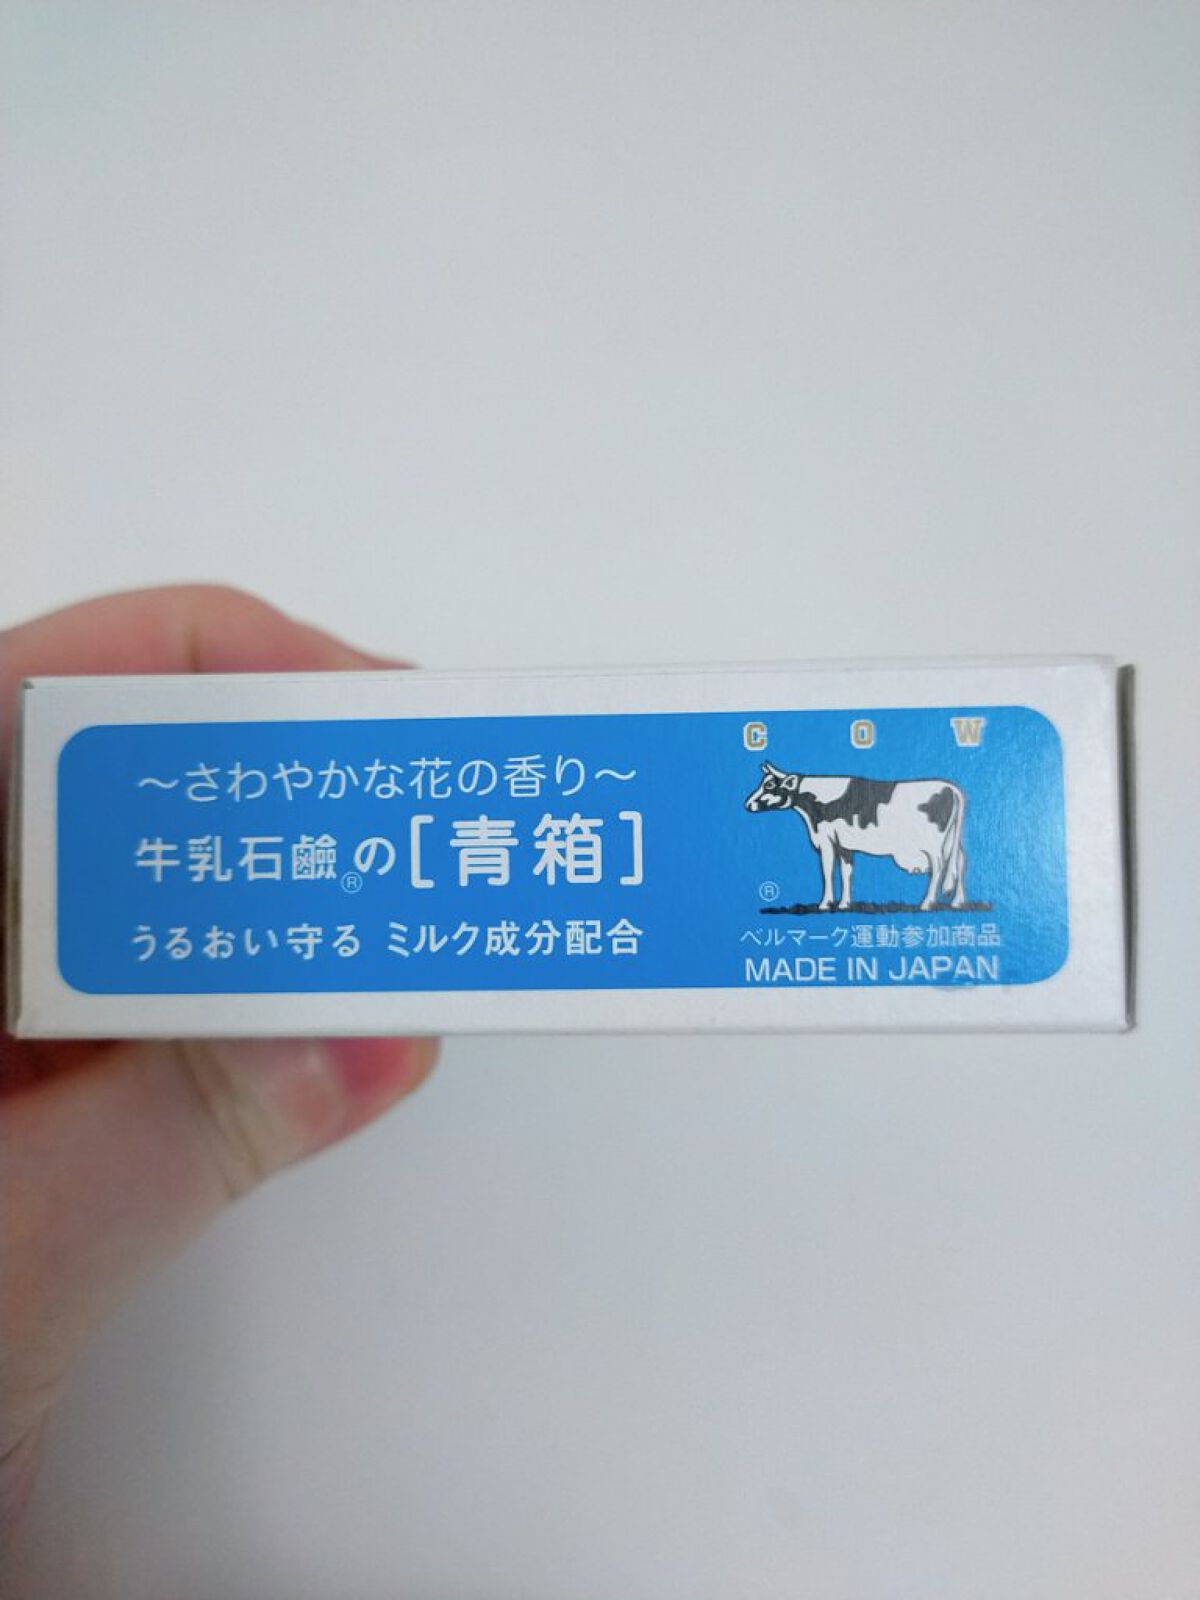 ～さわやかな花の香り～
牛乳石鹼®の[青箱]
うるおい守る ミルク成分配合
COW
®
ベルマーク運動参加商品
MADE IN JAPAN